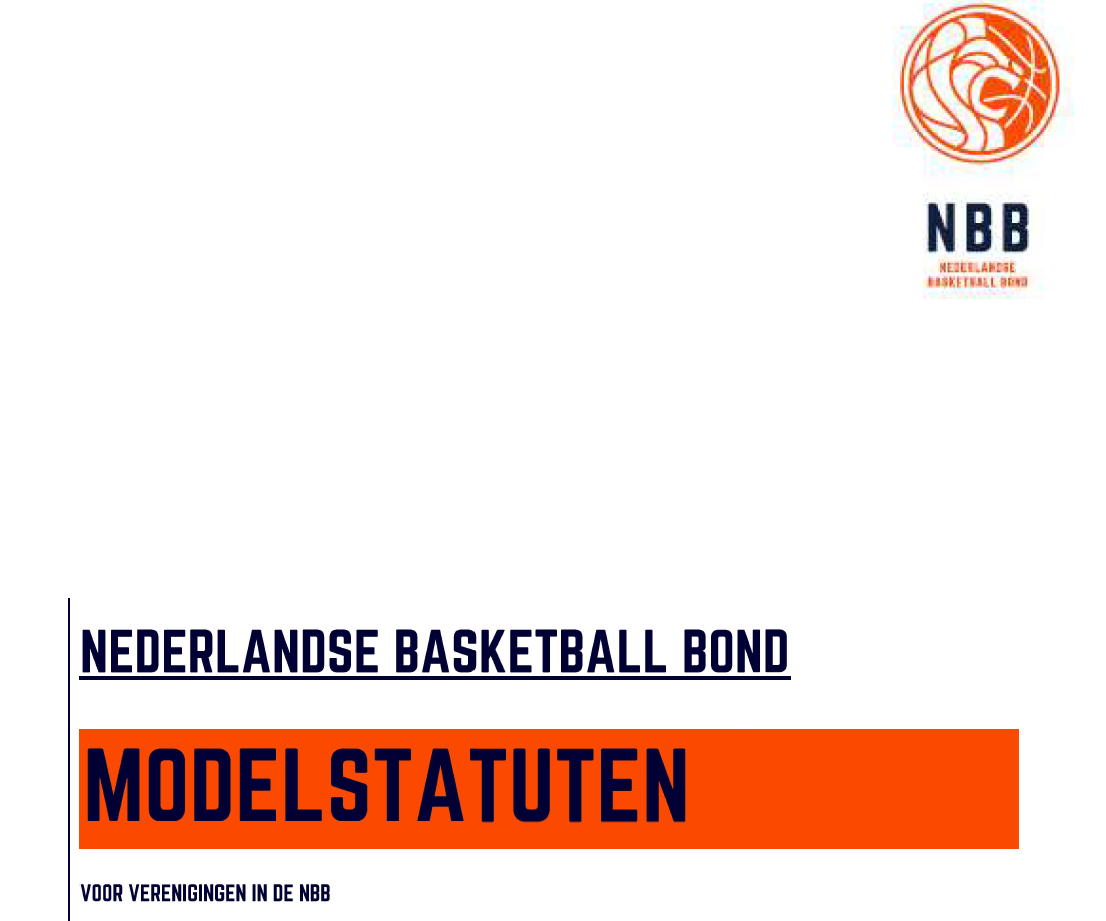 NBB
NEDERLANDSE
BASKETBALL BOND
NEDERLANDSE BASKETBALL BOND
MODELSTATUTEN
VOOR VERENIGINGEN IN DE NBB